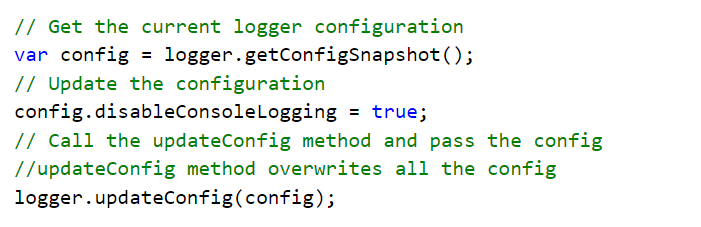 // Get the current logger configuration
var config = logger.getConfigSnapshot();
// Update the configuration
config.disableConsoleLogging = true;
// Call the updateConfig method and pass the config
//updateConfig method overwrites all the config
logger.updateConfig(config);